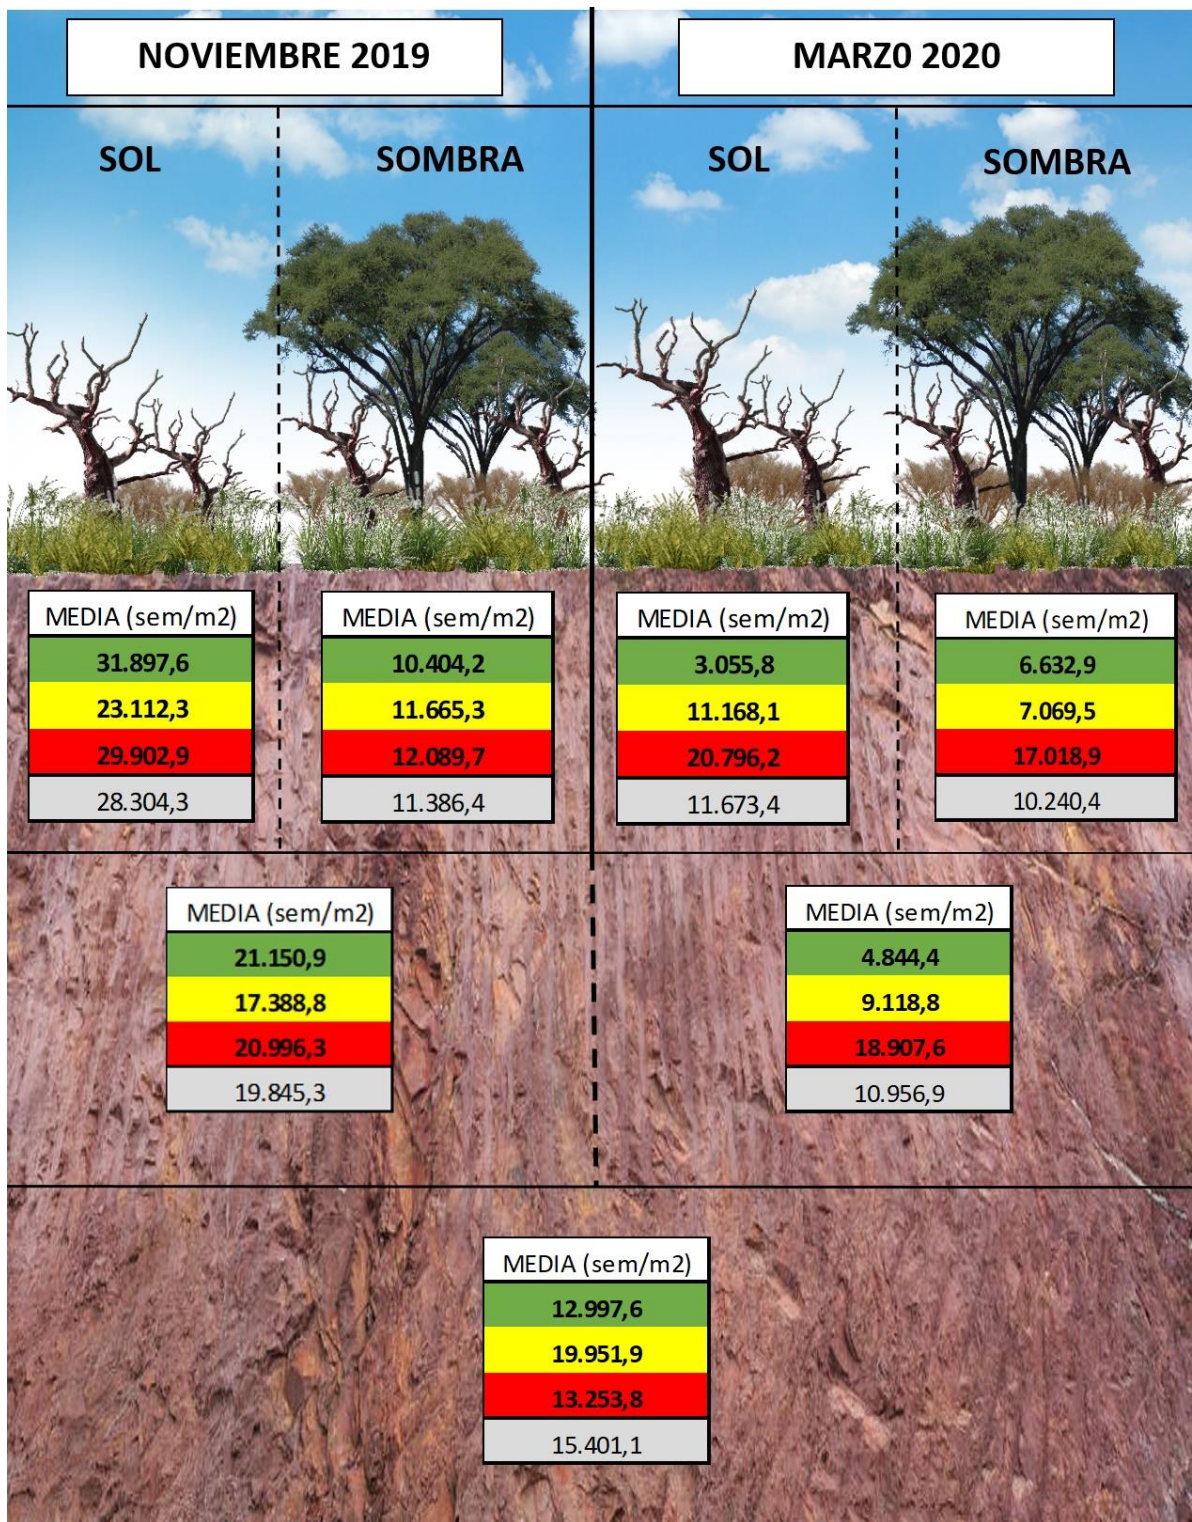 NOVIEMBRE 2019
MARZ0 2020
SOL
SOMBRA
SOL
SOMBRA
MEDIA (sem/m2)
31.897,6
23.112,3
29.902,9
28.304,3
MEDIA (sem/m2)
10.404,2
11.665,3
12.089,7
11.386,4
MEDIA (sem/m2)
3.055,8
11.168,1
20.796,2
11.673,4
MEDIA (sem/m2)
6.632,9
7.069,5
17.018,9
10.240,4
MEDIA (sem/m2)
21.150,9
17.388,8
20.996,3
19.845,3
MEDIA (sem/m2)
4.844,4
9.118,8
18.907,6
10.956,9
MEDIA (sem/m2)
12.997,6
19.951,9
13.253,8
15.401,1